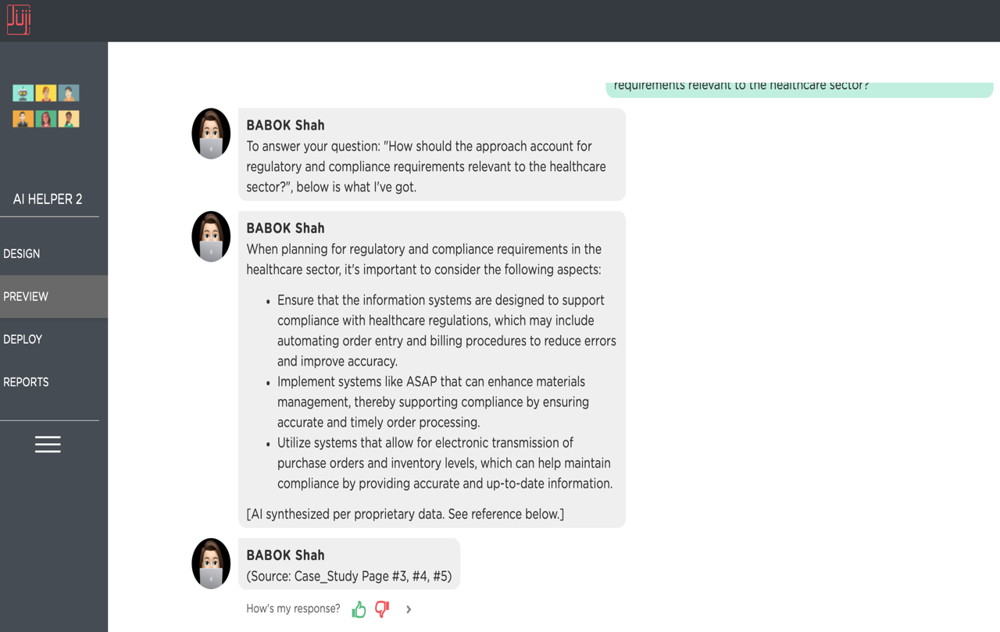 Juji
requirements relevant to the healthcare sector?
BABOK Shah
To answer your question: "How should the approach account for
regulatory and compliance requirements relevant to the healthcare
sector?", below is what I've got.
AI HELPER 2
BABOK Shah
When planning for regulatory and compliance requirements in the
healthcare sector, it's important to consider the following aspects:
DESIGN
PREVIEW
DEPLOY
REPORTS
• Ensure that the information systems are designed to support
compliance with healthcare regulations, which may include
automating order entry and billing procedures to reduce errors
and improve accuracy.
• Implement systems like ASAP that can enhance materials
management, thereby supporting compliance by ensuring
accurate and timely order processing.
• Utilize systems that allow for electronic transmission of
purchase orders and inventory levels, which can help maintain
compliance by providing accurate and up-to-date information.
[AI synthesized per proprietary data. See reference below.]
BABOK Shah
(Source: Case_Study Page #3, #4, #5)
How's my response?